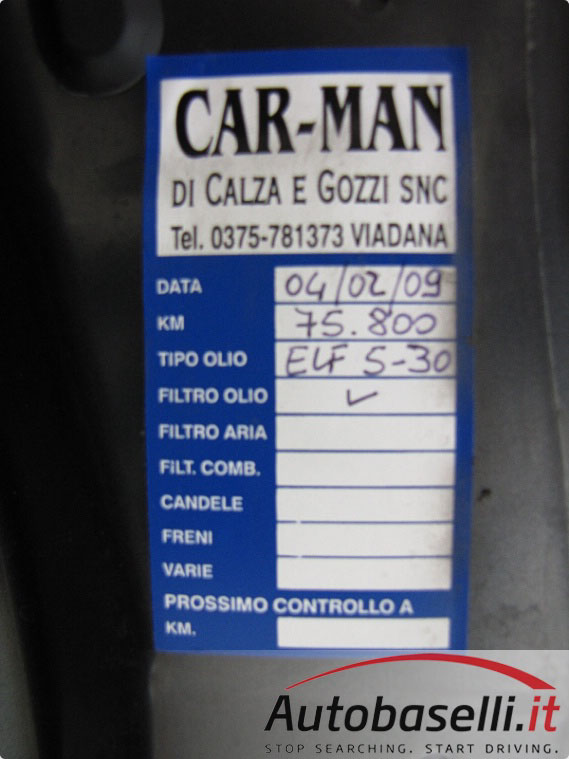 CAR-MAN
DI CALZA E GOZZI SNC
Tel. 0375-781373 VIADANA
DATA 04/02/09
KM 75.800
TIPO OLIO ELF 5-30
FILTRO OLIO ✓
FILTRO ARIA
FiLT. COMB.
CANDELE
FRENI
VARIE
PROSSIMO CONTROLLO A
KM.
Autobaselli.it
STOP SEARCHING. START DRIVING.